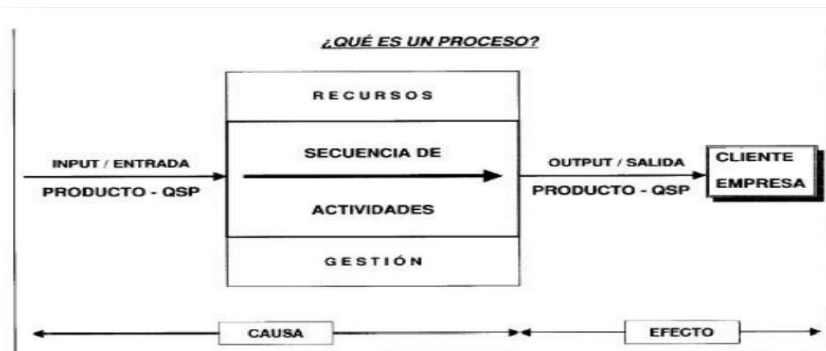 ¿QUÉ ES UN PROCESO?
RECURSOS
INPUT / ENTRADA
PRODUCTO - QSP
SECUENCIA DE
ACTIVIDADES
OUTPUT / SALIDA
PRODUCTO - QSP
CLIENTE
EMPRESA
GESTIÓN
CAUSA
EFECTO